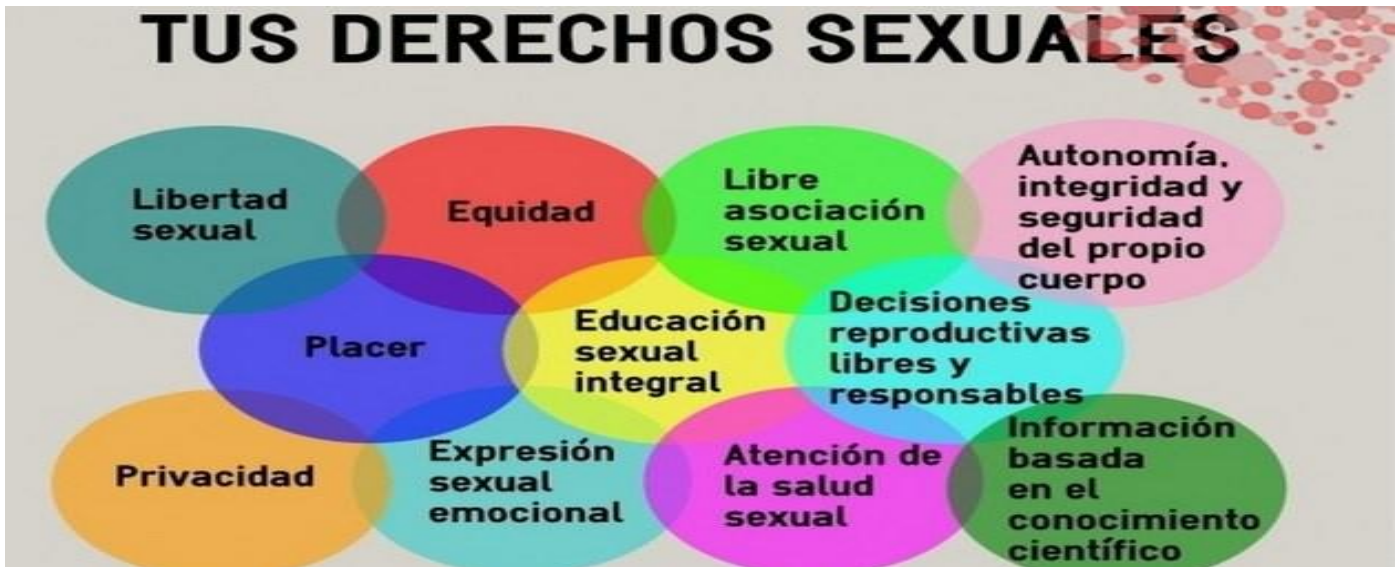 TUS DERECHOS SEXUALES
Libertad
sexual
Equidad
Libre
asociación
sexual
Autonomía,
integridad y
seguridad
del propio
cuerpo
Placer
Educación
sexual
integral
Decisiones
reproductivas
libres y
responsables
Privacidad
Expresión
sexual
emocional
Atención de
la salud
sexual
Información
basada
en el
conocimiento
científico